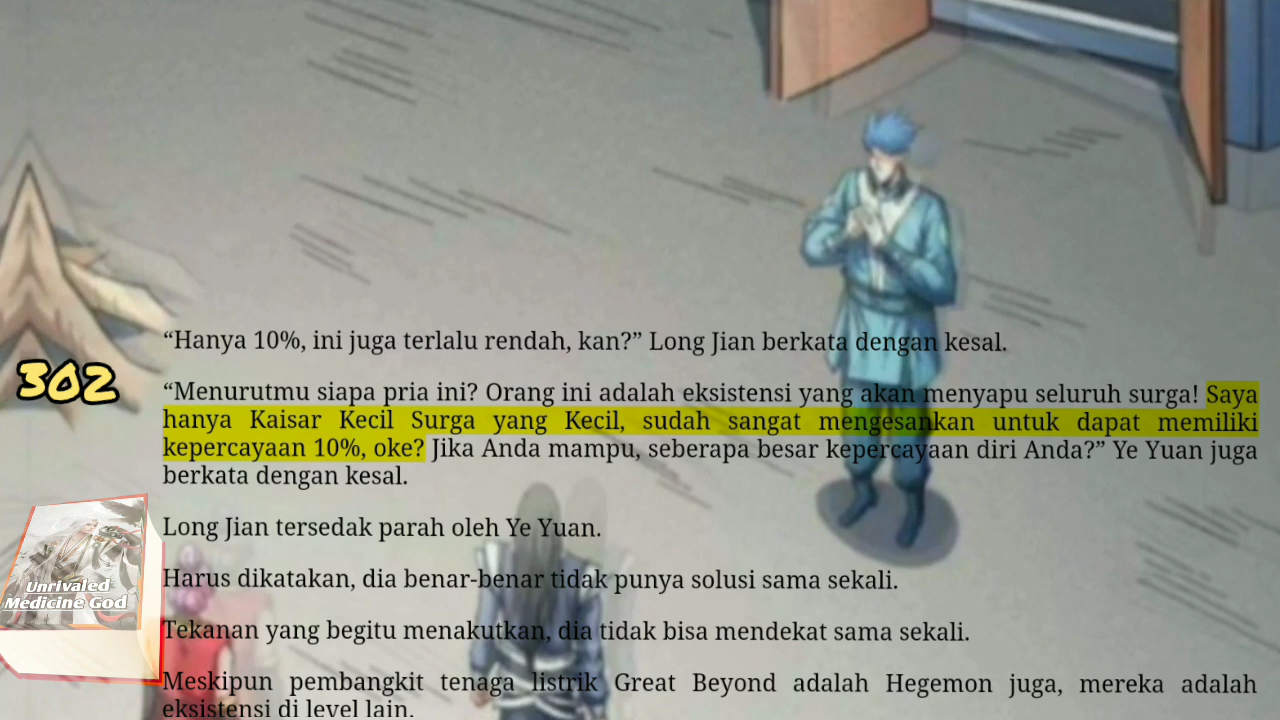 “Hanya 10%, ini juga terlalu rendah, kan?” Long Jian berkata dengan kesal.
302
“Menurutmu siapa pria ini? Orang ini adalah eksistensi yang akan menyapu seluruh surga! Saya
hanya Kaisar Kecil Surga yang Kecil, sudah sangat mengesankan untuk dapat memiliki
kepercayaan 10%, oke? Jika Anda mampu, seberapa besar kepercayaan diri Anda?” Ye Yuan juga
berkata dengan kesal.
Long Jian tersedak parah oleh Ye Yuan.
Harus dikatakan, dia benar-benar tidak punya solusi sama sekali.
Unrivaled
Medicine God
Tekanan yang begitu menakutkan, dia tidak bisa mendekat sama sekali.
Meskipun pembangkit tenaga listrik Great Beyond adalah Hegemon juga, mereka adalah
eksistensi di level lain.